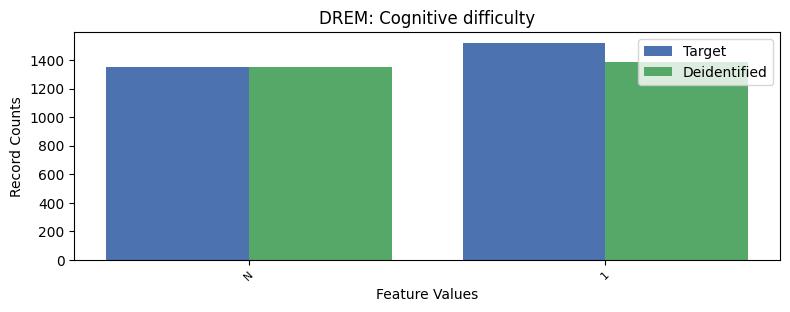 DREM: Cognitive difficulty
Target
Deidentified
1400
1200
1000
800
600
400
200
0
Record Counts
N
1
Feature Values